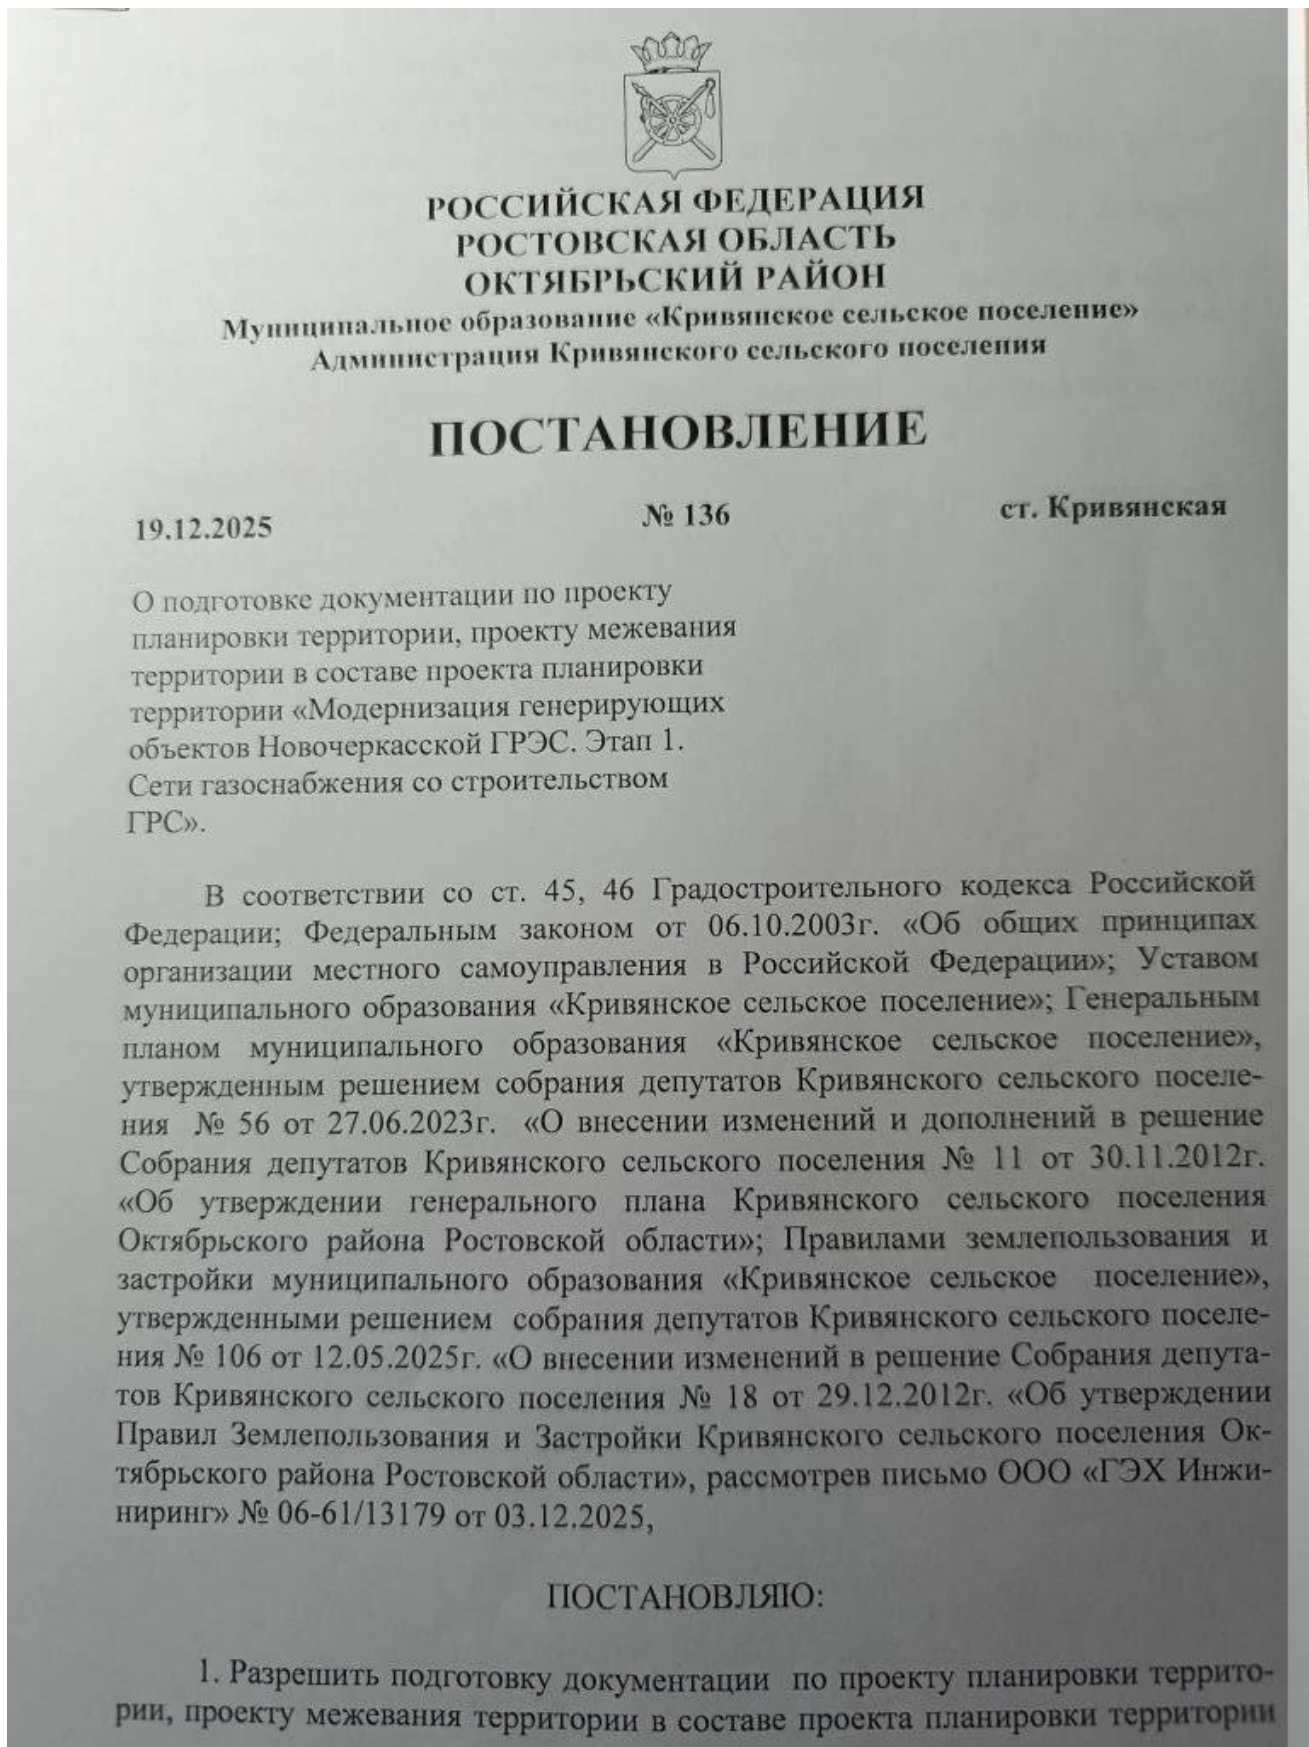 РОССИЙСКАЯ ФЕДЕРАЦИЯ
РОСТОВСКАЯ ОБЛАСТЬ
ОКТЯБРЬСКИЙ РАЙОН
Муниципальное образование «Кривянское сельское поселение»
Администрация Кривянского сельского поселения
ПОСТАНОВЛЕНИЕ
19.12.2025 № 136 ст. Кривянская
О подготовке документации по проекту
планировки территории, проекту межевания
территории в составе проекта планировки
территории «Модернизация генерирующих
объектов Новочеркасской ГРЭС. Этап 1.
Сети газоснабжения со строительством
ГРС».
В соответствии со ст. 45, 46 Градостроительного кодекса Российской
Федерации; Федеральным законом от 06.10.2003г. «Об общих принципах
организации местного самоуправления в Российской Федерации»; Уставом
муниципального образования «Кривянское сельское поселение»; Генеральным
планом муниципального образования «Кривянское сельское поселение»,
утвержденным решением собрания депутатов Кривянского сельского поселе-
ния № 56 от 27.06.2023г. «О внесении изменений и дополнений в решение
Собрания депутатов Кривянского сельского поселения № 11 от 30.11.2012г.
«Об утверждении генерального плана Кривянского сельского поселения
Октябрьского района Ростовской области»; Правилами землепользования и
застройки муниципального образования «Кривянское сельское поселение»,
утвержденными решением собрания депутатов Кривянского сельского поселе-
ния № 106 от 12.05.2025г. «О внесении изменений в решение Собрания депута-
тов Кривянского сельского поселения № 18 от 29.12.2012г. «Об утверждении
Правил Землепользования и Застройки Кривянского сельского поселения Ок-
тябрьского района Ростовской области», рассмотрев письмо ООО «ГЭХ Инжи-
ниринг» № 06-61/13179 от 03.12.2025,
ПОСТАНОВЛЯЮ:
1. Разрешить подготовку документации по проекту планировки террито-
рии, проекту межевания территории в составе проекта планировки территории